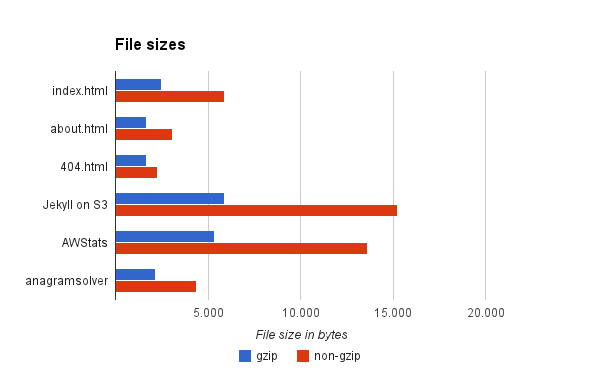 File sizes
index.html
about.html
404.html
Jekyll on S3
AWStats
anagramsolver
5.000 10.000 15.000 20.000
File size in bytes
gzip non-gzip